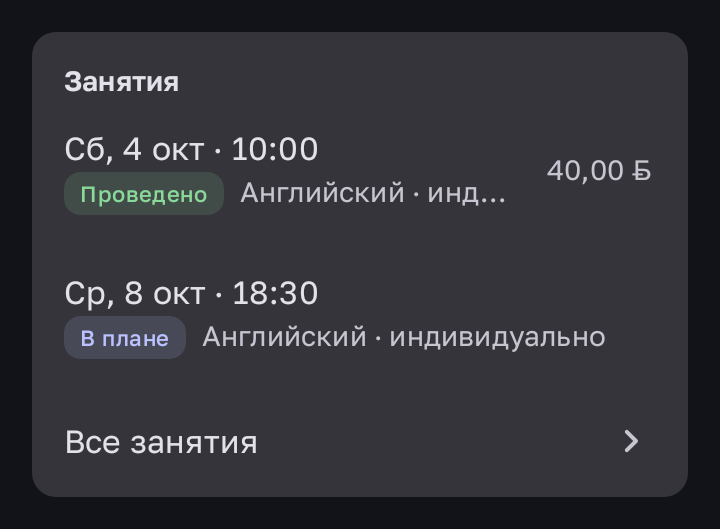 Занятия
Сб, 4 окт · 10:00
40,00 Ƃ
Проведено Английский · инд...
Ср, 8 окт · 18:30
В плане Английский · индивидуально
Все занятия